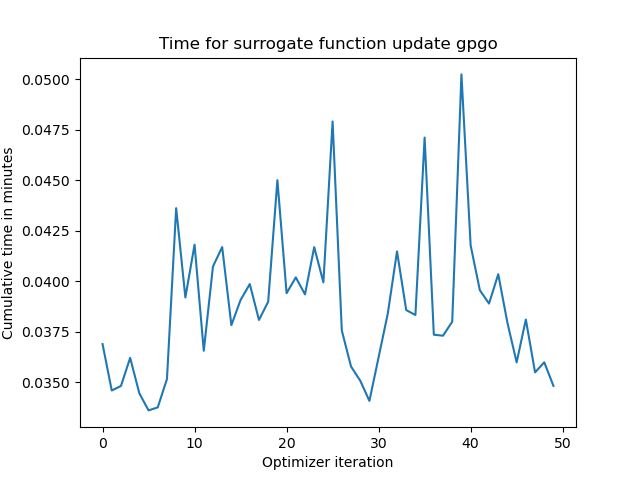 Time for surrogate function update gpgo
Cumulative time in minutes
0.0500
0.0475
0.0450
0.0425
0.0400
0.0375
0.0350
0 10 20 30 40 50
Optimizer iteration